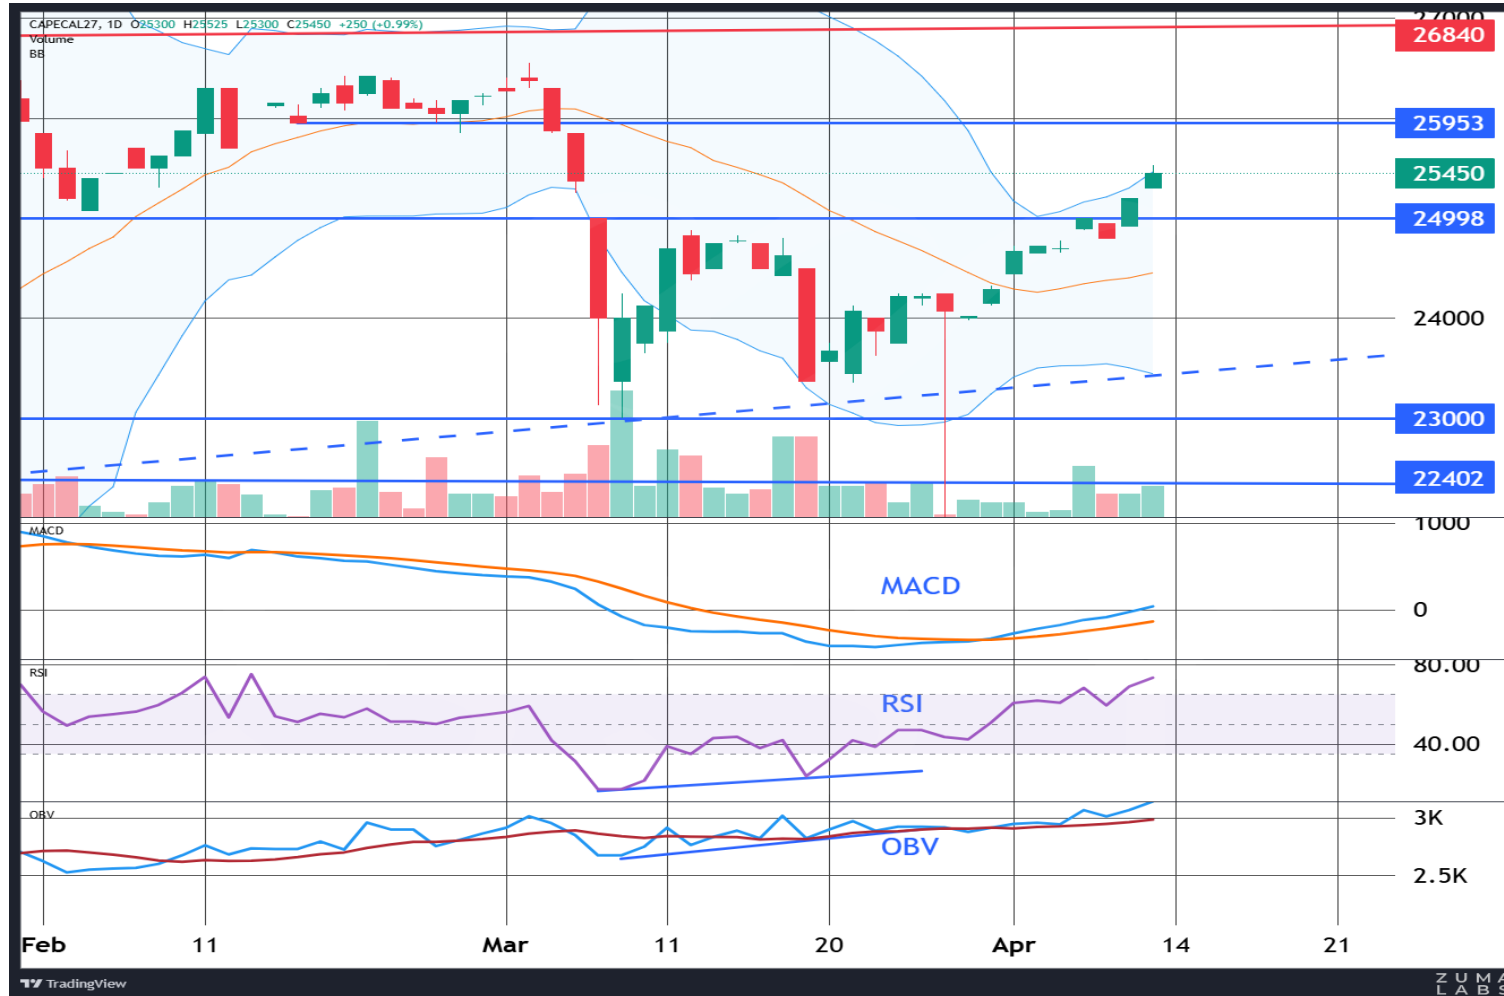 CAPECAL27, 1D O25300 H25525 L25300 C25450 +250 (+0.99%)
Volume
BB
27000
26840
25953
25450
24998
24000
23000
22402
MACD
1000
MACD
0
RSI
80.00
RSI
40.00
OBV
3K
OBV
2.5K
Feb 11 Mar 11 20 Apr 14 21
TradingView
ZUMA
LABS